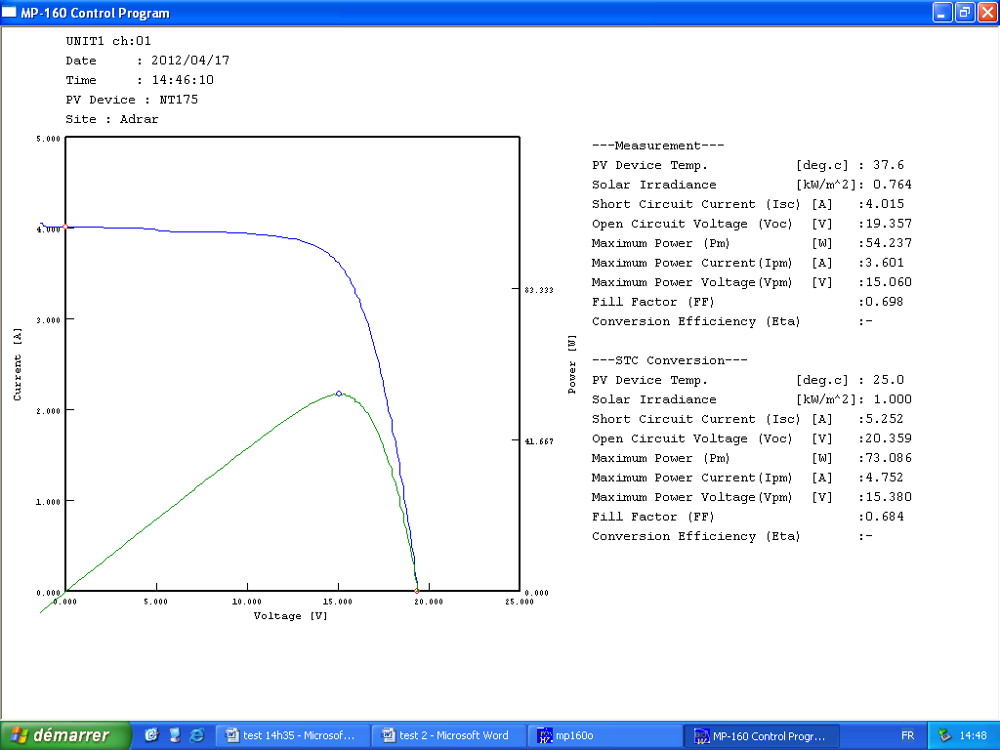 MP-160 Control Program
UNIT1 ch:01
Date : 2012/04/17
Time : 14:46:10
PV Device : NT175
Site : Adrar
5.000
4.000
3.000
2.000
1.000
0.000
Current [A]
0.000 5.000 10.000 15.000 20.000 25.000
Voltage [V]
83.333
41.667
0.000
Power [W]
---Measurement---
PV Device Temp. [deg.c] : 37.6
Solar Irradiance [kW/m^2]: 0.764
Short Circuit Current (Isc) [A] :4.015
Open Circuit Voltage (Voc) [V] :19.357
Maximum Power (Pm) [W] :54.237
Maximum Power Current(Ipm) [A] :3.601
Maximum Power Voltage(Vpm) [V] :15.060
Fill Factor (FF) :0.698
Conversion Efficiency (Eta) :-
---STC Conversion---
PV Device Temp. [deg.c] : 25.0
Solar Irradiance [kW/m^2]: 1.000
Short Circuit Current (Isc) [A] :5.252
Open Circuit Voltage (Voc) [V] :20.359
Maximum Power (Pm) [W] :73.086
Maximum Power Current(Ipm) [A] :4.752
Maximum Power Voltage(Vpm) [V] :15.380
Fill Factor (FF) :0.684
Conversion Efficiency (Eta) :-
démarrer
test 14h35 - Microsof...
test 2 - Microsoft Word
mp160o
MP-160 Control Progr...
FR
14:48